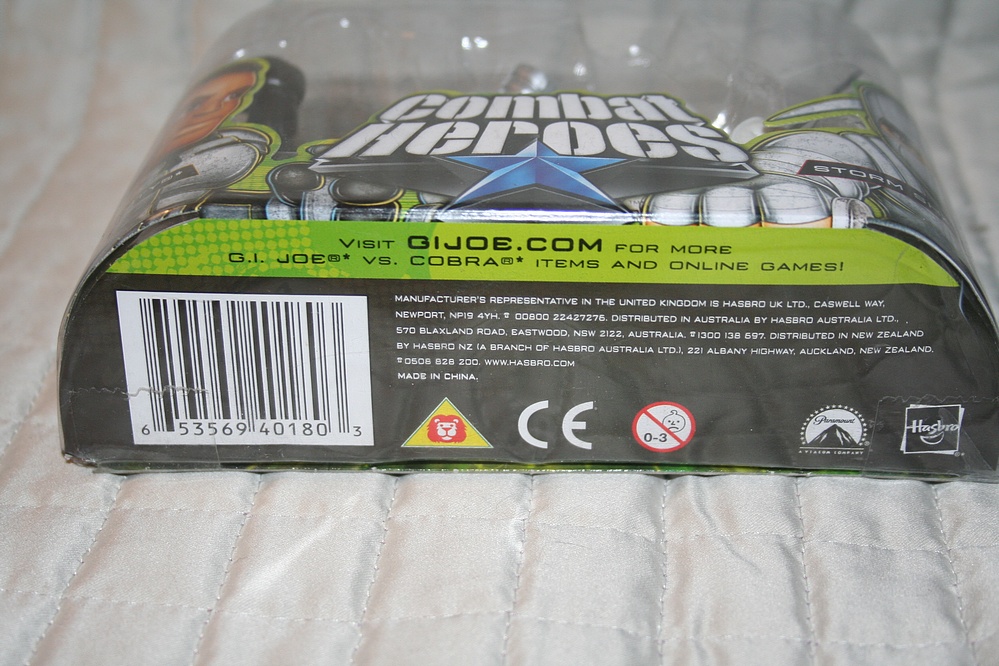 Combat
Heroes
STORM
VISIT GIJOE.COM FOR MORE
G.I. JOE®* VS. COBRA®* ITEMS AND ONLINE GAMES!
MANUFACTURER'S REPRESENTATIVE IN THE UNITED KINGDOM IS HASBRO UK LTD., CASWELL WAY,
NEWPORT, NP19 4YH. ☎ 00800 22427276. DISTRIBUTED IN AUSTRALIA BY HASBRO AUSTRALIA LTD.,
570 BLAXLAND ROAD, EASTWOOD, NSW 2122, AUSTRALIA. ☎1300 138 697. DISTRIBUTED IN NEW ZEALAND
BY HASBRO NZ (A BRANCH OF HASBRO AUSTRALIA LTD.), 221 ALBANY HIGHWAY, AUCKLAND, NEW ZEALAND.
☎0508 828 200. WWW.HASBRO.COM
MADE IN CHINA.
6 53569 40180 3
CE
0-3
Paramount
A VIACOM COMPANY
Hasbro